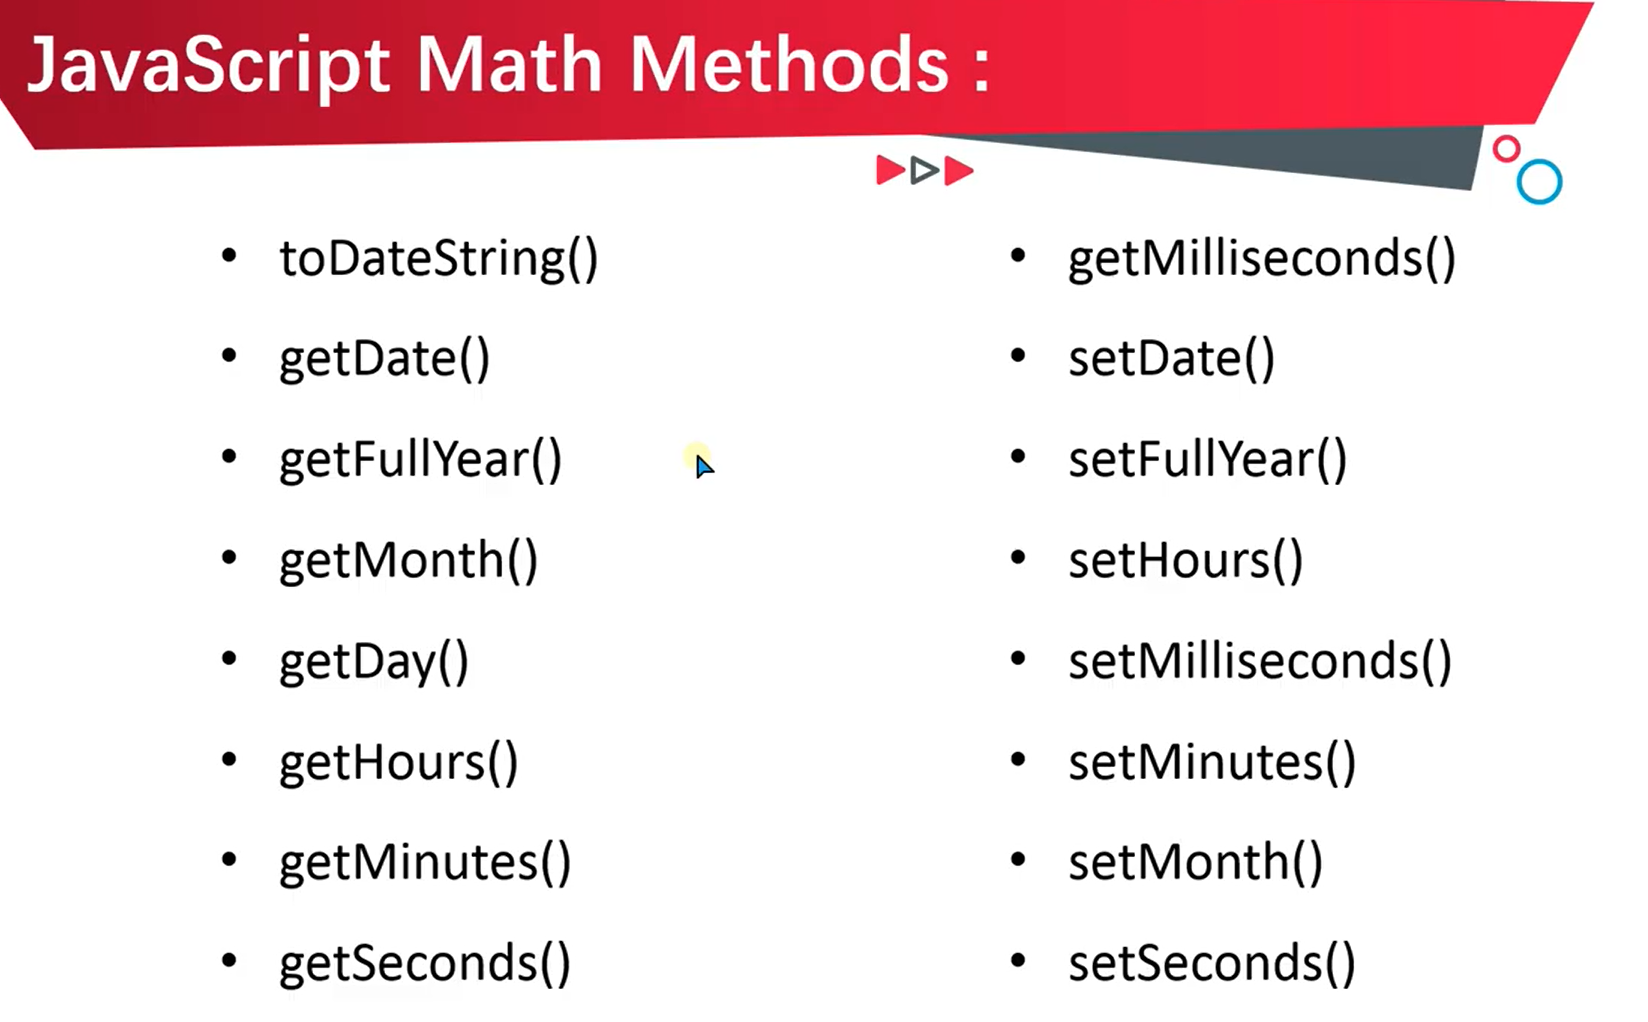 JavaScript Math Methods :
• toDateString()
• getDate()
• getFullYear()
• getMonth()
• getDay()
• getHours()
• getMinutes()
• getSeconds()
• getMilliseconds()
• setDate()
• setFullYear()
• setHours()
• setMilliseconds()
• setMinutes()
• setMonth()
• setSeconds()